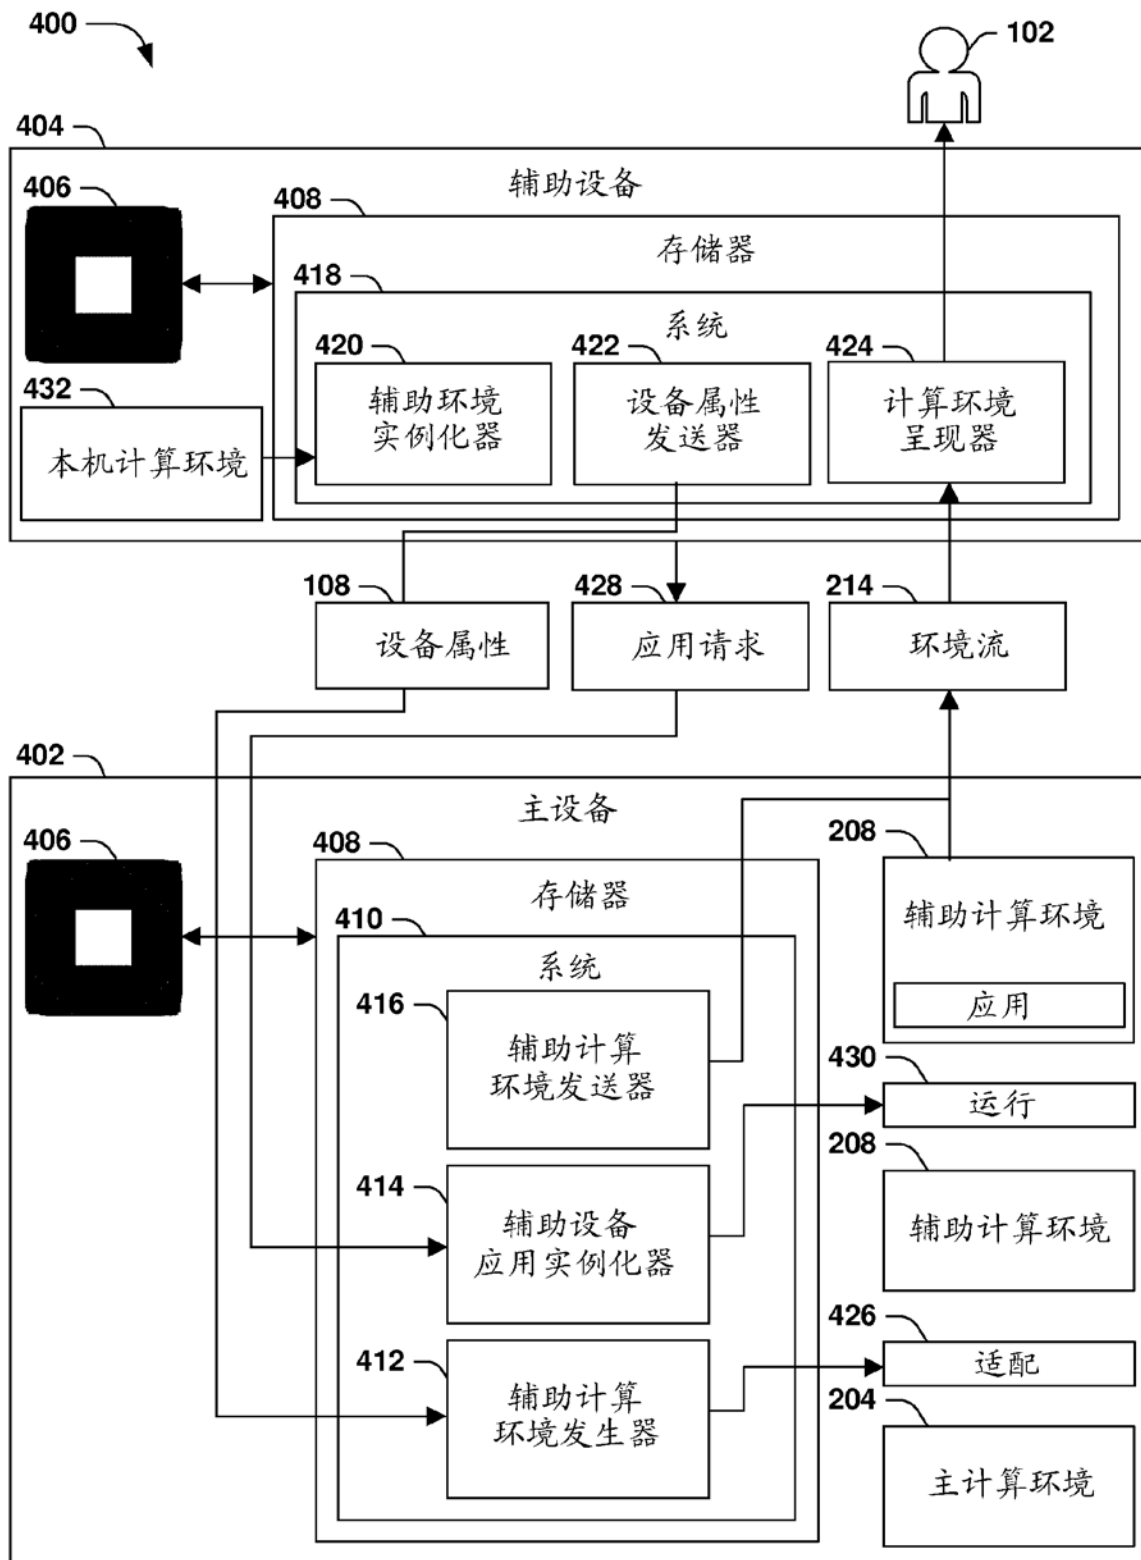 400
102
404
辅助设备
406
408
存储器
418
系统
420
422
424
辅助环境
实例化器
设备属性
发送器
计算环境
呈现器
432
本机计算环境
108
428
214
设备属性
应用请求
环境流
402
主设备
406
408
208
存储器
辅助计算环境
410
系统
应用
416
辅助计算
环境发送器
430
运行
208
414
辅助设备
应用实例化器
辅助计算环境
426
412
适配
辅助计算
环境发生器
204
主计算环境